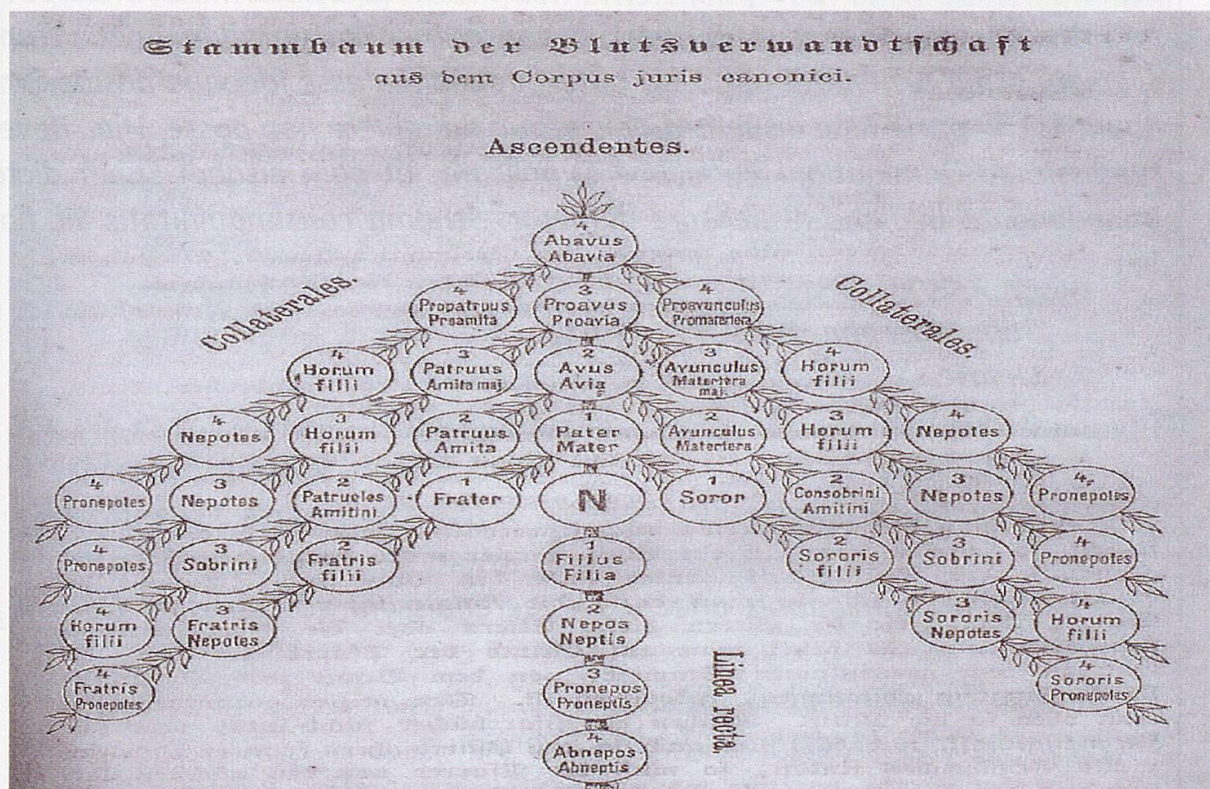 Stammbaum der Blutsverwandtschaft
aus dem Corpus juris canonici.
Ascendentes.
Collaterales.
Collaterales.
4
Abavus
Abavia
4
Propatruus
Proamita
3
Proavus
Proavia
4
Proavunculus
Promatertera
4
Horum
filii
3
Patruus
Amita maj.
2
Avus
Avia
3
Avunculus
Matertera
maj.
4
Horum
filii
4
Nepotes
3
Horum
filii
2
Patruus
Amita
1
Pater
Mater
2
Avunculus
Matertera
3
Horum
filii
4
Nepotes
4
Pronepotes
3
Nepotes
2
Patrueles
Amitini
1
Frater
N
1
Soror
2
Consobrini
Amitini
3
Nepotes
4
Pronepotes
4
Pronepotes
3
Sobrini
2
Fratris
filii
1
Filius
Filia
2
Sororis
filii
3
Sobrini
4
Pronepotes
4
Horum
filii
3
Fratris
Nepotes
2
Nepos
Neptis
3
Sororis
Nepotes
4
Horum
filii
4
Fratris
Pronepotes
3
Pronepos
Proneptis
Linea recta.
4
Sororis
Pronepotes
4
Abnepos
Abneptis